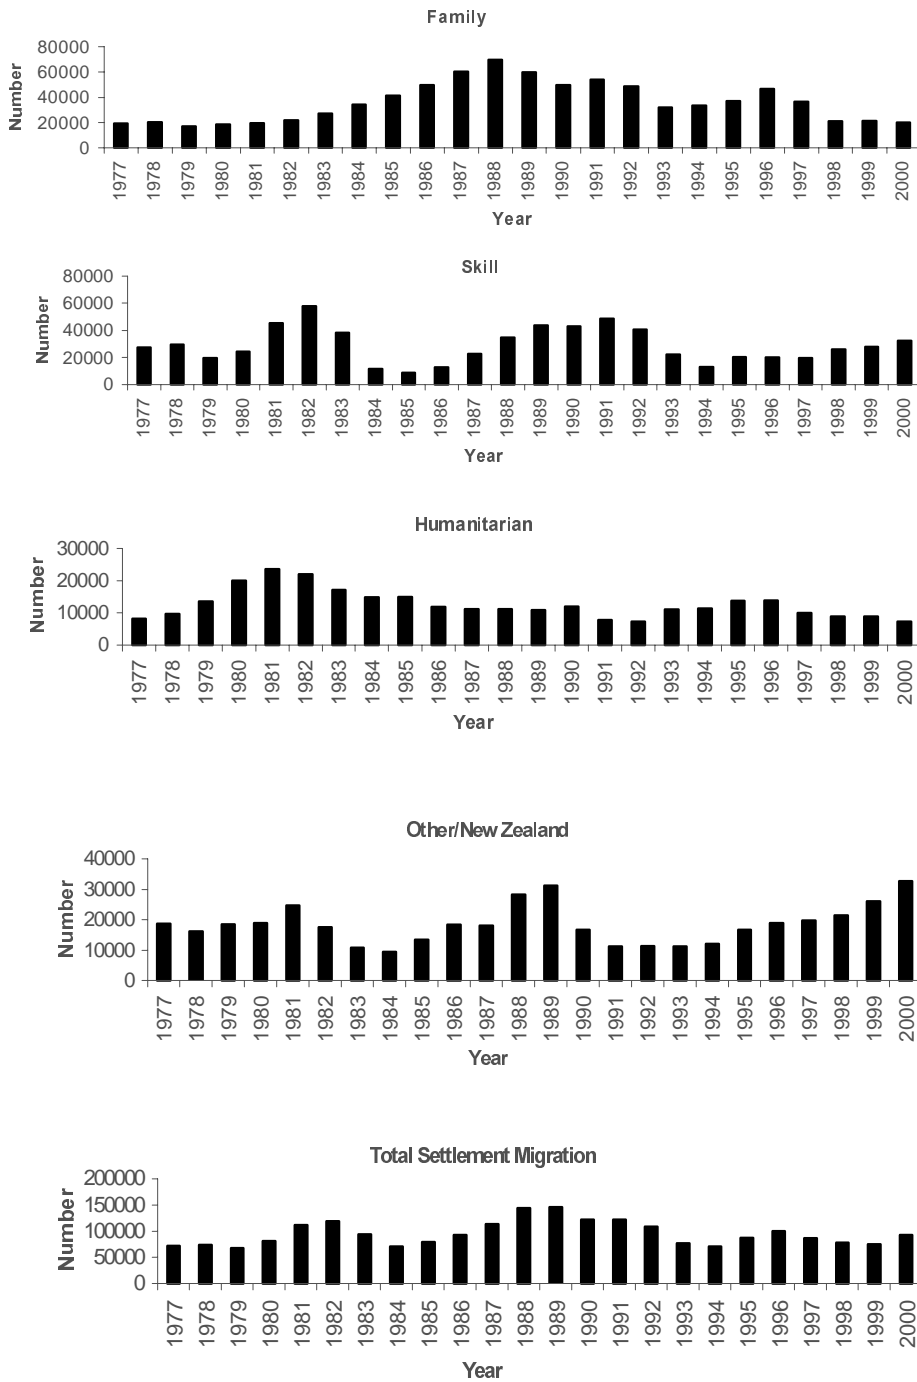 Family
80000
60000
40000
20000
0
Number
1977 1978 1979 1980 1981 1982 1983 1984 1985 1986 1987 1988 1989 1990 1991 1992 1993 1994 1995 1996 1997 1998 1999 2000
Year
Skill
80000
60000
40000
20000
0
Number
1977 1978 1979 1980 1981 1982 1983 1984 1985 1986 1987 1988 1989 1990 1991 1992 1993 1994 1995 1996 1997 1998 1999 2000
Year
Humanitarian
30000
20000
10000
0
Number
1977 1978 1979 1980 1981 1982 1983 1984 1985 1986 1987 1988 1989 1990 1991 1992 1993 1994 1995 1996 1997 1998 1999 2000
Year
Other/New Zealand
40000
30000
20000
10000
0
Number
1977 1978 1979 1980 1981 1982 1983 1984 1985 1986 1987 1988 1989 1990 1991 1992 1993 1994 1995 1996 1997 1998 1999 2000
Year
Total Settlement Migration
200000
150000
100000
50000
0
Number
1977 1978 1979 1980 1981 1982 1983 1984 1985 1986 1987 1988 1989 1990 1991 1992 1993 1994 1995 1996 1997 1998 1999 2000
Year